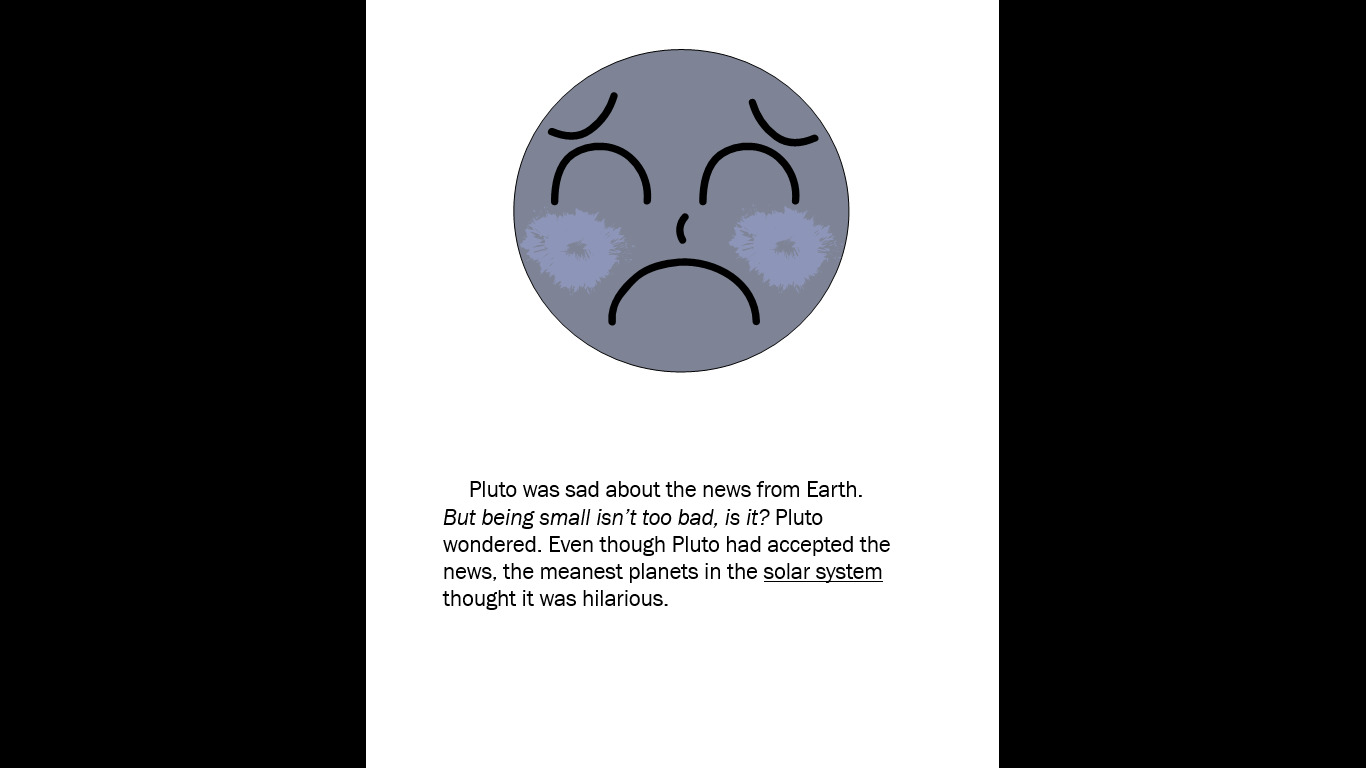 Pluto was sad about the news from Earth.
But being small isn’t too bad, is it? Pluto
wondered. Even though Pluto had accepted the
news, the meanest planets in the solar system
thought it was hilarious.